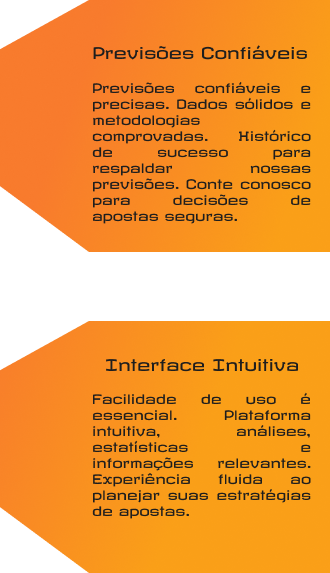 Previsões Confiáveis
Previsões confiáveis e
precisas. Dados sólidos e
metodologias
comprovadas. Histórico
de sucesso para
respaldar nossas
previsões. Conte conosco
para decisões de
apostas seguras.
Interface Intuitiva
Facilidade de uso é
essencial. Plataforma
intuitiva, análises,
estatísticas e
informações relevantes.
Experiência fluida ao
planejar suas estratégias
de apostas.